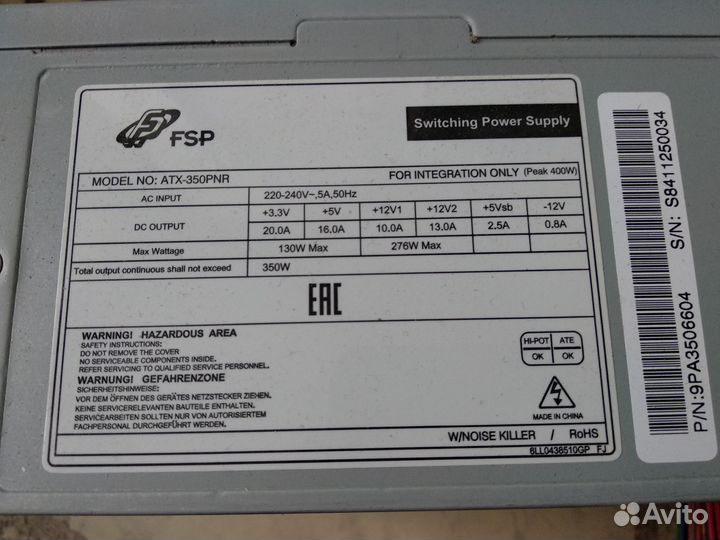 FSP
Switching Power Supply
MODEL NO: ATX-350PNR FOR INTEGRATION ONLY (Peak 400W)
AC INPUT 220-240V~,5A,50Hz
DC OUTPUT +3.3V +5V +12V1 +12V2 +5Vsb -12V
20.0A 16.0A 10.0A 13.0A 2.5A 0.8A
Max Wattage 130W Max 276W Max
Total output continuous shall not exceed 350W
EAC
WARNING! HAZARDOUS AREA
SAFETY INSTRUCTIONS:
DO NOT REMOVE THE COVER
NO SERVICEABLE COMPONENTS INSIDE.
REFER SERVICING TO QUALIFIED SERVICE PERSONNEL.
WARNUNG! GEFAHRENZONE
SICHERHEITSHINWEISE:
VOR DEM ÖFFNEN DES GERÄTES NETZSTECKER ZIEHEN.
KEINE SERVICERELEVANTEN BAUTEILE ENTHALTEN.
SERVICEARBEITEN SOLLTEN NUR VON AUTORISIERTEM
FACHPERSONAL DURCHGEFÜHRT WERDEN.
HI-POT ATE
OK OK
MADE IN CHINA
W/NOISE KILLER / RoHS
6LL0438510GP FJ
P/N:9PA3506604 S/N: S8411250034
Avito